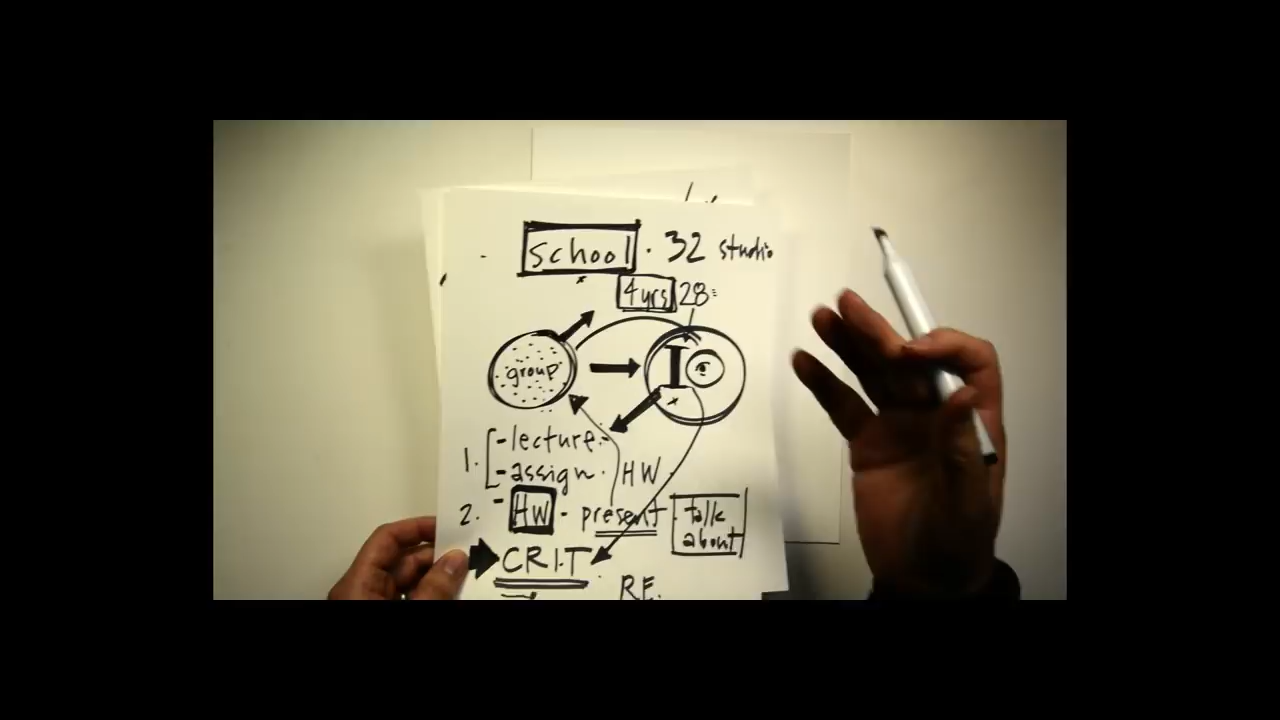 school · 32 studio
4 yrs 28
group I
1. - lecture -
- assign · HW
2. - HW - present talk about
CRIT
RE.